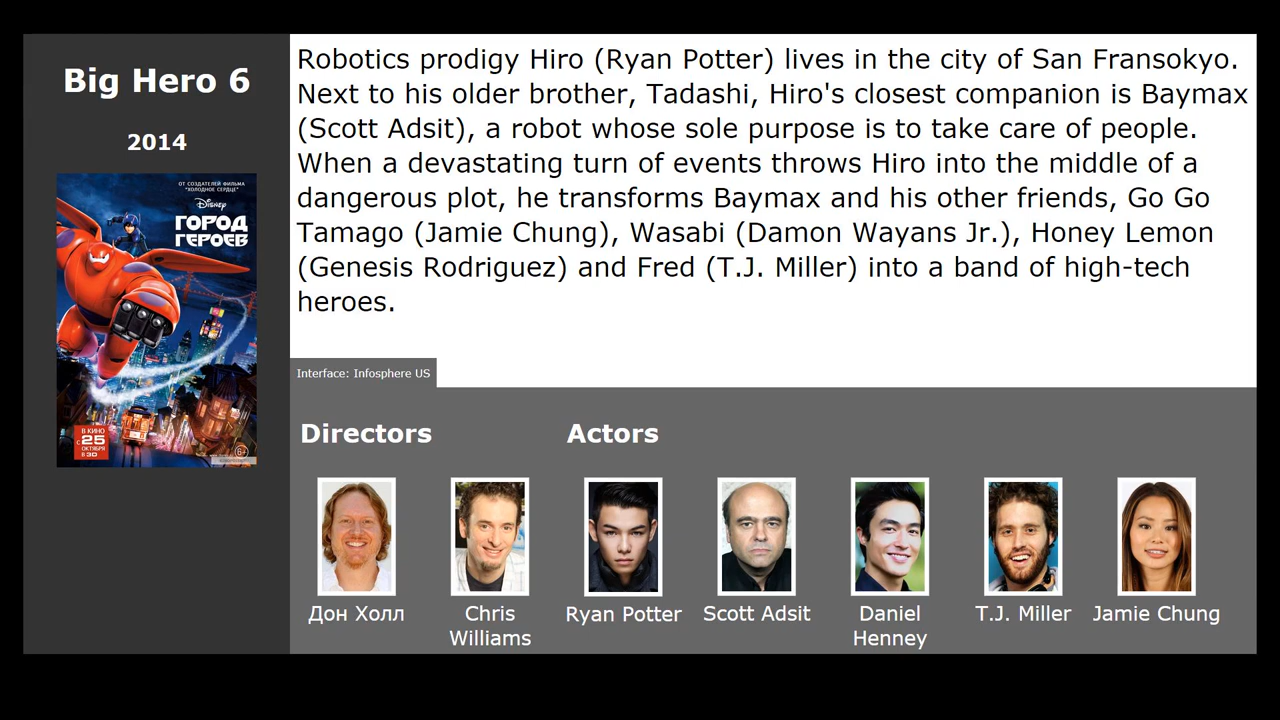 Big Hero 6
2014
ОТ СОЗДАТЕЛЕЙ ФИЛЬМА
"ХОЛОДНОЕ СЕРДЦЕ"
Disney
ГОРОД
ГЕРОЕВ
В КИНО
С 25
ОКТЯБРЯ
В 3D
6+
Robotics prodigy Hiro (Ryan Potter) lives in the city of San Fransokyo.
Next to his older brother, Tadashi, Hiro's closest companion is Baymax
(Scott Adsit), a robot whose sole purpose is to take care of people.
When a devastating turn of events throws Hiro into the middle of a
dangerous plot, he transforms Baymax and his other friends, Go Go
Tamago (Jamie Chung), Wasabi (Damon Wayans Jr.), Honey Lemon
(Genesis Rodriguez) and Fred (T.J. Miller) into a band of high-tech
heroes.
Interface: Infosphere US
Directors
Actors
Дон Холл
Chris
Williams
Ryan Potter
Scott Adsit
Daniel
Henney
T.J. Miller
Jamie Chung